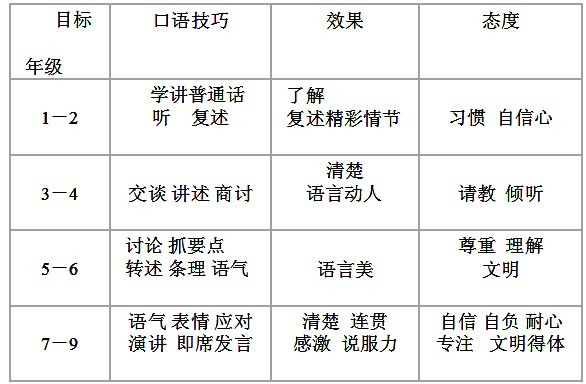 目标 口语技巧 效果 态度
年级
学讲普通话 了解
1－2 听 复述 复述精彩情节 习惯 自信心
清楚
3－4 交谈 讲述 商讨 语言动人 请教 倾听
讨论 抓要点 尊重 理解
5－6 转述 条理 语气 语言美 文明
语气 表情 应对 清楚 连贯 自信 自负 耐心
7－9 演讲 即席发言 感激 说服力 专注 文明得体